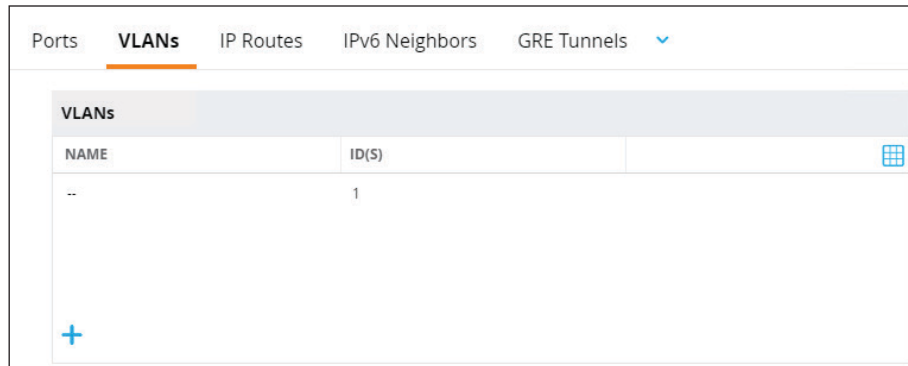 Ports VLANs IP Routes IPv6 Neighbors GRE Tunnels
VLANs
NAME ID(S)
-- 1